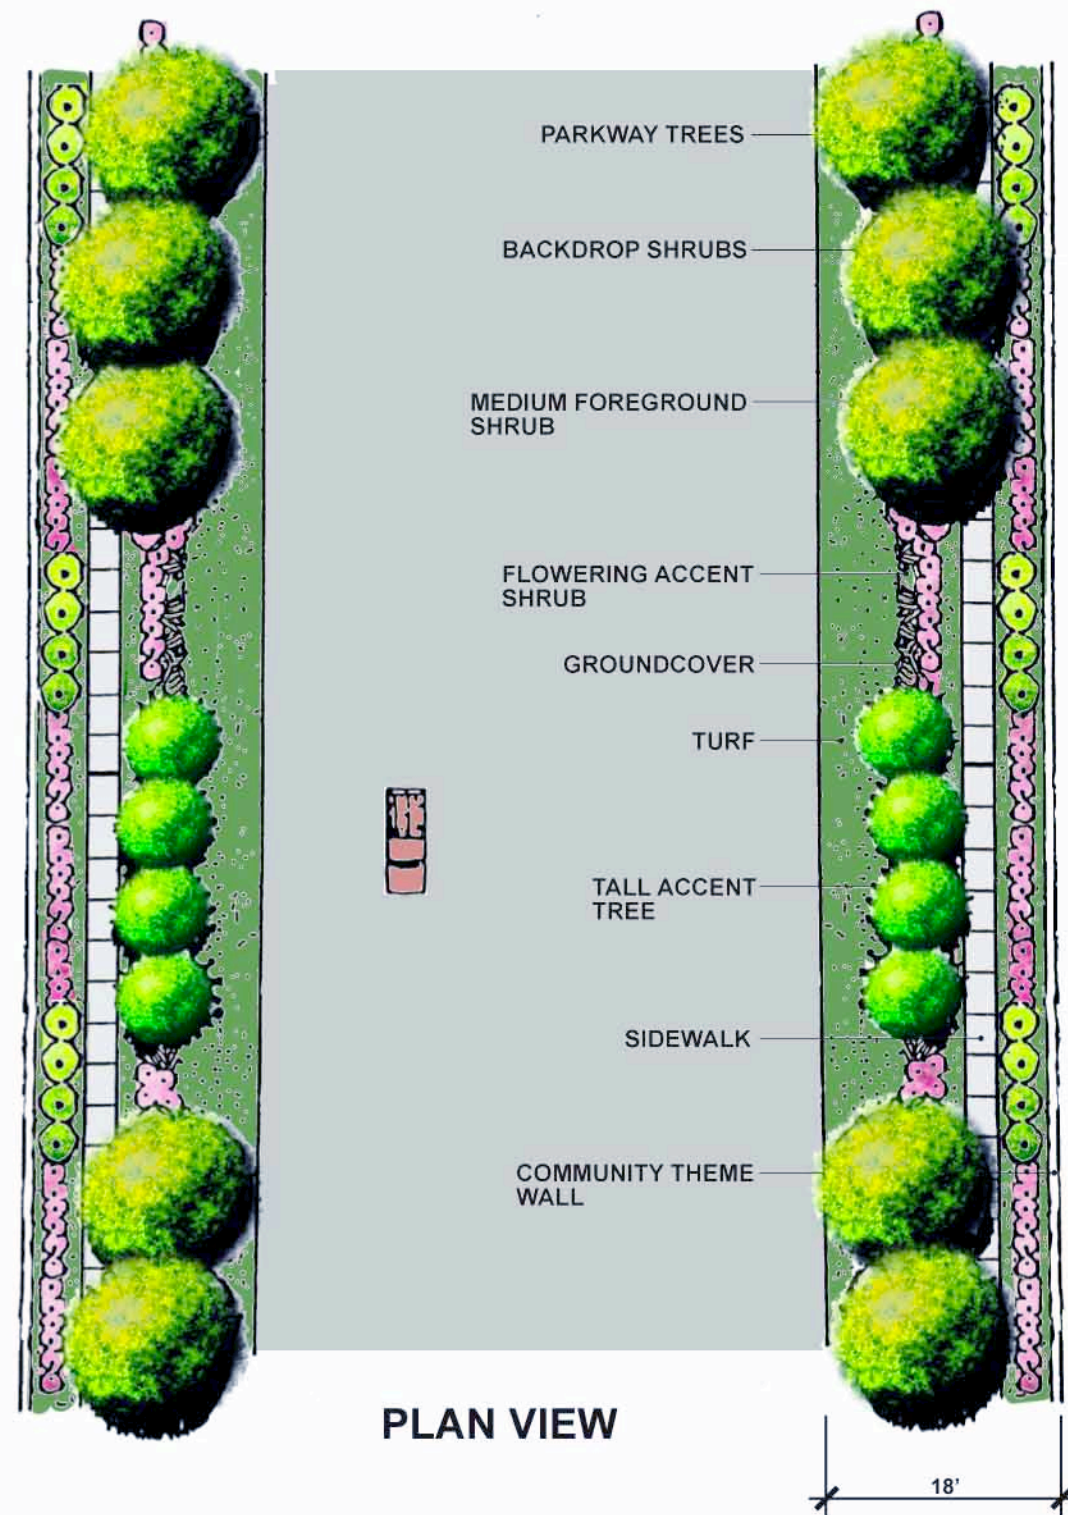 PARKWAY TREES
BACKDROP SHRUBS
MEDIUM FOREGROUND
SHRUB
FLOWERING ACCENT
SHRUB
GROUNDCOVER
TURF
TALL ACCENT
TREE
SIDEWALK
COMMUNITY THEME
WALL
PLAN VIEW
18'